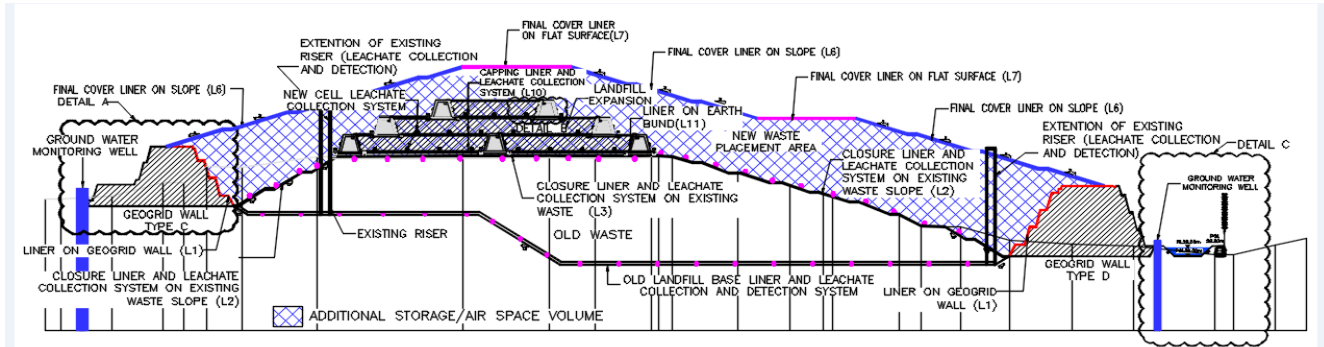 FINAL COVER LINER
ON FLAT SURFACE(L7)
EXTENTION OF EXISTING
RISER (LEACHATE COLLECTION
AND DETECTION)
FINAL COVER LINER ON SLOPE (L6)
CAPPING LINER AND
LEACHATE COLLECTION
SYSTEM (L10)
FINAL COVER LINER ON FLAT SURFACE (L7)
FINAL COVER LINER ON SLOPE (L6)
DETAIL A
NEW CELL LEACHATE
COLLECTION SYSTEM
LANDFILL
EXPANSION
LINER ON EARTH
BUND(L11)
DETAIL B
FINAL COVER LINER ON SLOPE (L6)
EXTENTION OF EXISTING
RISER (LEACHATE COLLECTION
AND DETECTION)
DETAIL C
GROUND WATER
MONITORING WELL
NEW WASTE
PLACEMENT AREA
CLOSURE LINER AND
LEACHATE COLLECTION
SYSTEM ON EXISTING
WASTE SLOPE (L2)
GROUND WATER
MONITORING WELL
CLOSURE LINER AND LEACHATE
COLLECTION SYSTEM ON EXISTING
WASTE (L3)
GEOGRID WALL
TYPE C
EXISTING RISER
OLD WASTE
LINER ON GEOGRID WALL (L1)
GEOGRID WALL
TYPE D
CLOSURE LINER AND LEACHATE
COLLECTION SYSTEM ON EXISTING
WASTE SLOPE (L2)
OLD LANDFILL BASE LINER AND LEACHATE
COLLECTION AND DETECTION SYSTEM
LINER ON GEOGRID
WALL (L1)
ADDITIONAL STORAGE/AIR SPACE VOLUME